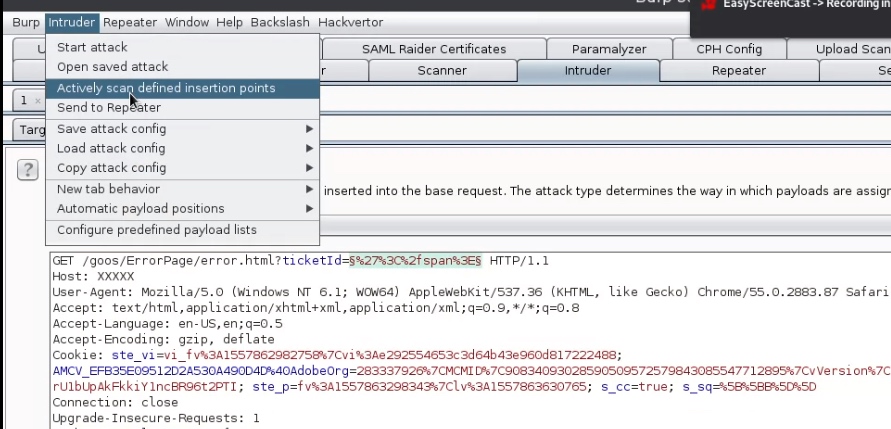 EasyScreenCast -> Recording in
Burp Intruder Repeater Window Help Backslash Hackvertor
SAML Raider Certificates Paramalyzer CPH Config Upload Scan
Scanner Intruder Repeater Se
1 ×
Targ
Start attack
Open saved attack
Actively scan defined insertion points
Send to Repeater
Save attack config
Load attack config
Copy attack config
New tab behavior
Automatic payload positions
Configure predefined payload lists
?
inserted into the base request. The attack type determines the way in which payloads are assign
GET /goos/ErrorPage/error.html?ticketId=§%27%3C%2fspan%3E§ HTTP/1.1
Host: XXXXX
User-Agent: Mozilla/5.0 (Windows NT 6.1; WOW64) AppleWebKit/537.36 (KHTML, like Gecko) Chrome/55.0.2883.87 Safari
Accept: text/html,application/xhtml+xml,application/xml;q=0.9,*/*;q=0.8
Accept-Language: en-US,en;q=0.5
Accept-Encoding: gzip, deflate
Cookie: ste_vi=vi_fv%3A1557862982758%7Cvi%3Ae292554653c3d64b43e960d817222488;
AMCV_EFB35E09512D2A530A490D4D%40AdobeOrg=283337926%7CMCMID%7C90834093028590509572579843085547712895%7CvVersion%7C
rU1bUpAkFkkiY1ncBR96t2PTI; ste_p=fv%3A1557863298343%7Clv%3A1557863630765; s_cc=true; s_sq=%5B%5BB%5D%5D
Connection: close
Upgrade-Insecure-Requests: 1